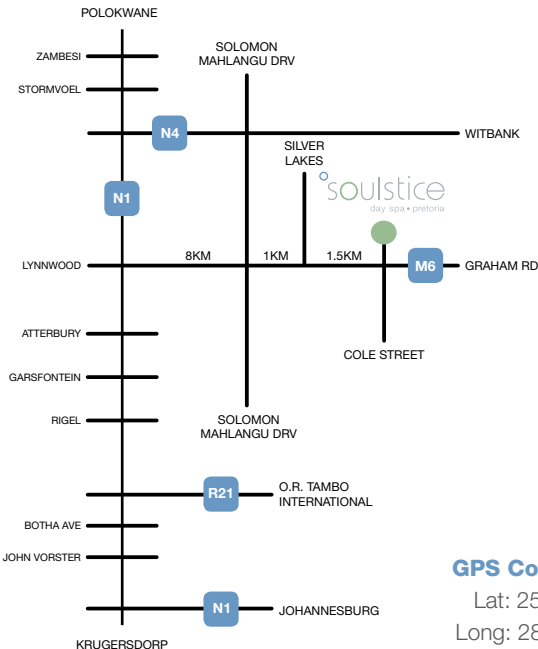 POLOKWANE
ZAMBESI
SOLOMON
MAHLANGU DRV
STORMVOEL
N4
WITBANK
SILVER
LAKES
soulstice
day spa • pretoria
N1
LYNNWOOD
8KM
1KM
1.5KM
M6
GRAHAM RD
ATTERBURY
COLE STREET
GARSFONTEIN
RIGEL
SOLOMON
MAHLANGU DRV
R21
O.R. TAMBO
INTERNATIONAL
BOTHA AVE
JOHN VORSTER
GPS Co
Lat: 25
N1
JOHANNESBURG
Long: 28
KRUGERSDORP